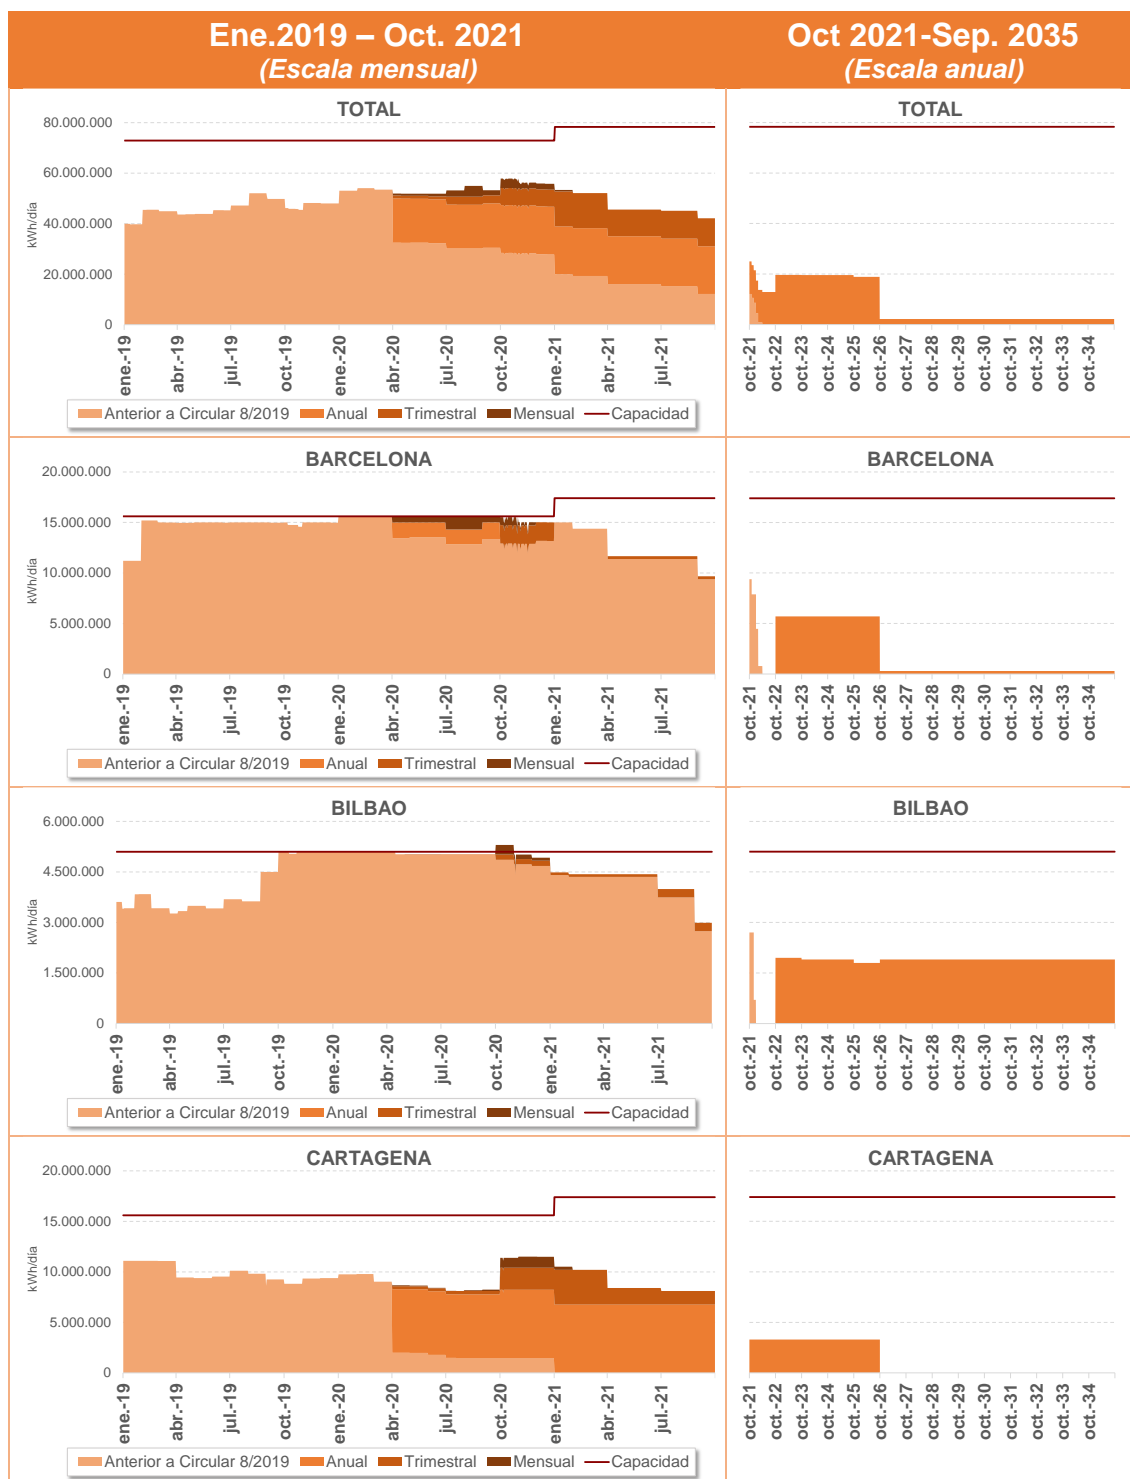 Ene.2019 – Oct. 2021
(Escala mensual)
Oct 2021-Sep. 2035
(Escala anual)
TOTAL
80.000.000
60.000.000
40.000.000
20.000.000
0
kWh/día
ene.-19
abr.-19
jul.-19
oct.-19
ene.-20
abr.-20
jul.-20
oct.-20
ene.-21
abr.-21
jul.-21
Anterior a Circular 8/2019 Anual Trimestral Mensual Capacidad
TOTAL
oct.-21
oct.-22
oct.-23
oct.-24
oct.-25
oct.-26
oct.-27
oct.-28
oct.-29
oct.-30
oct.-31
oct.-32
oct.-33
oct.-34
BARCELONA
20.000.000
15.000.000
10.000.000
5.000.000
0
kWh/día
ene.-19
abr.-19
jul.-19
oct.-19
ene.-20
abr.-20
jul.-20
oct.-20
ene.-21
abr.-21
jul.-21
Anterior a Circular 8/2019 Anual Trimestral Mensual Capacidad
BARCELONA
oct.-21
oct.-22
oct.-23
oct.-24
oct.-25
oct.-26
oct.-27
oct.-28
oct.-29
oct.-30
oct.-31
oct.-32
oct.-33
oct.-34
BILBAO
6.000.000
4.500.000
3.000.000
1.500.000
0
kWh/día
ene.-19
abr.-19
jul.-19
oct.-19
ene.-20
abr.-20
jul.-20
oct.-20
ene.-21
abr.-21
jul.-21
Anterior a Circular 8/2019 Anual Trimestral Mensual Capacidad
BILBAO
oct.-21
oct.-22
oct.-23
oct.-24
oct.-25
oct.-26
oct.-27
oct.-28
oct.-29
oct.-30
oct.-31
oct.-32
oct.-33
oct.-34
CARTAGENA
20.000.000
15.000.000
10.000.000
5.000.000
0
kWh/día
ene.-19
abr.-19
jul.-19
oct.-19
ene.-20
abr.-20
jul.-20
oct.-20
ene.-21
abr.-21
jul.-21
Anterior a Circular 8/2019 Anual Trimestral Mensual Capacidad
CARTAGENA
oct.-21
oct.-22
oct.-23
oct.-24
oct.-25
oct.-26
oct.-27
oct.-28
oct.-29
oct.-30
oct.-31
oct.-32
oct.-33
oct.-34